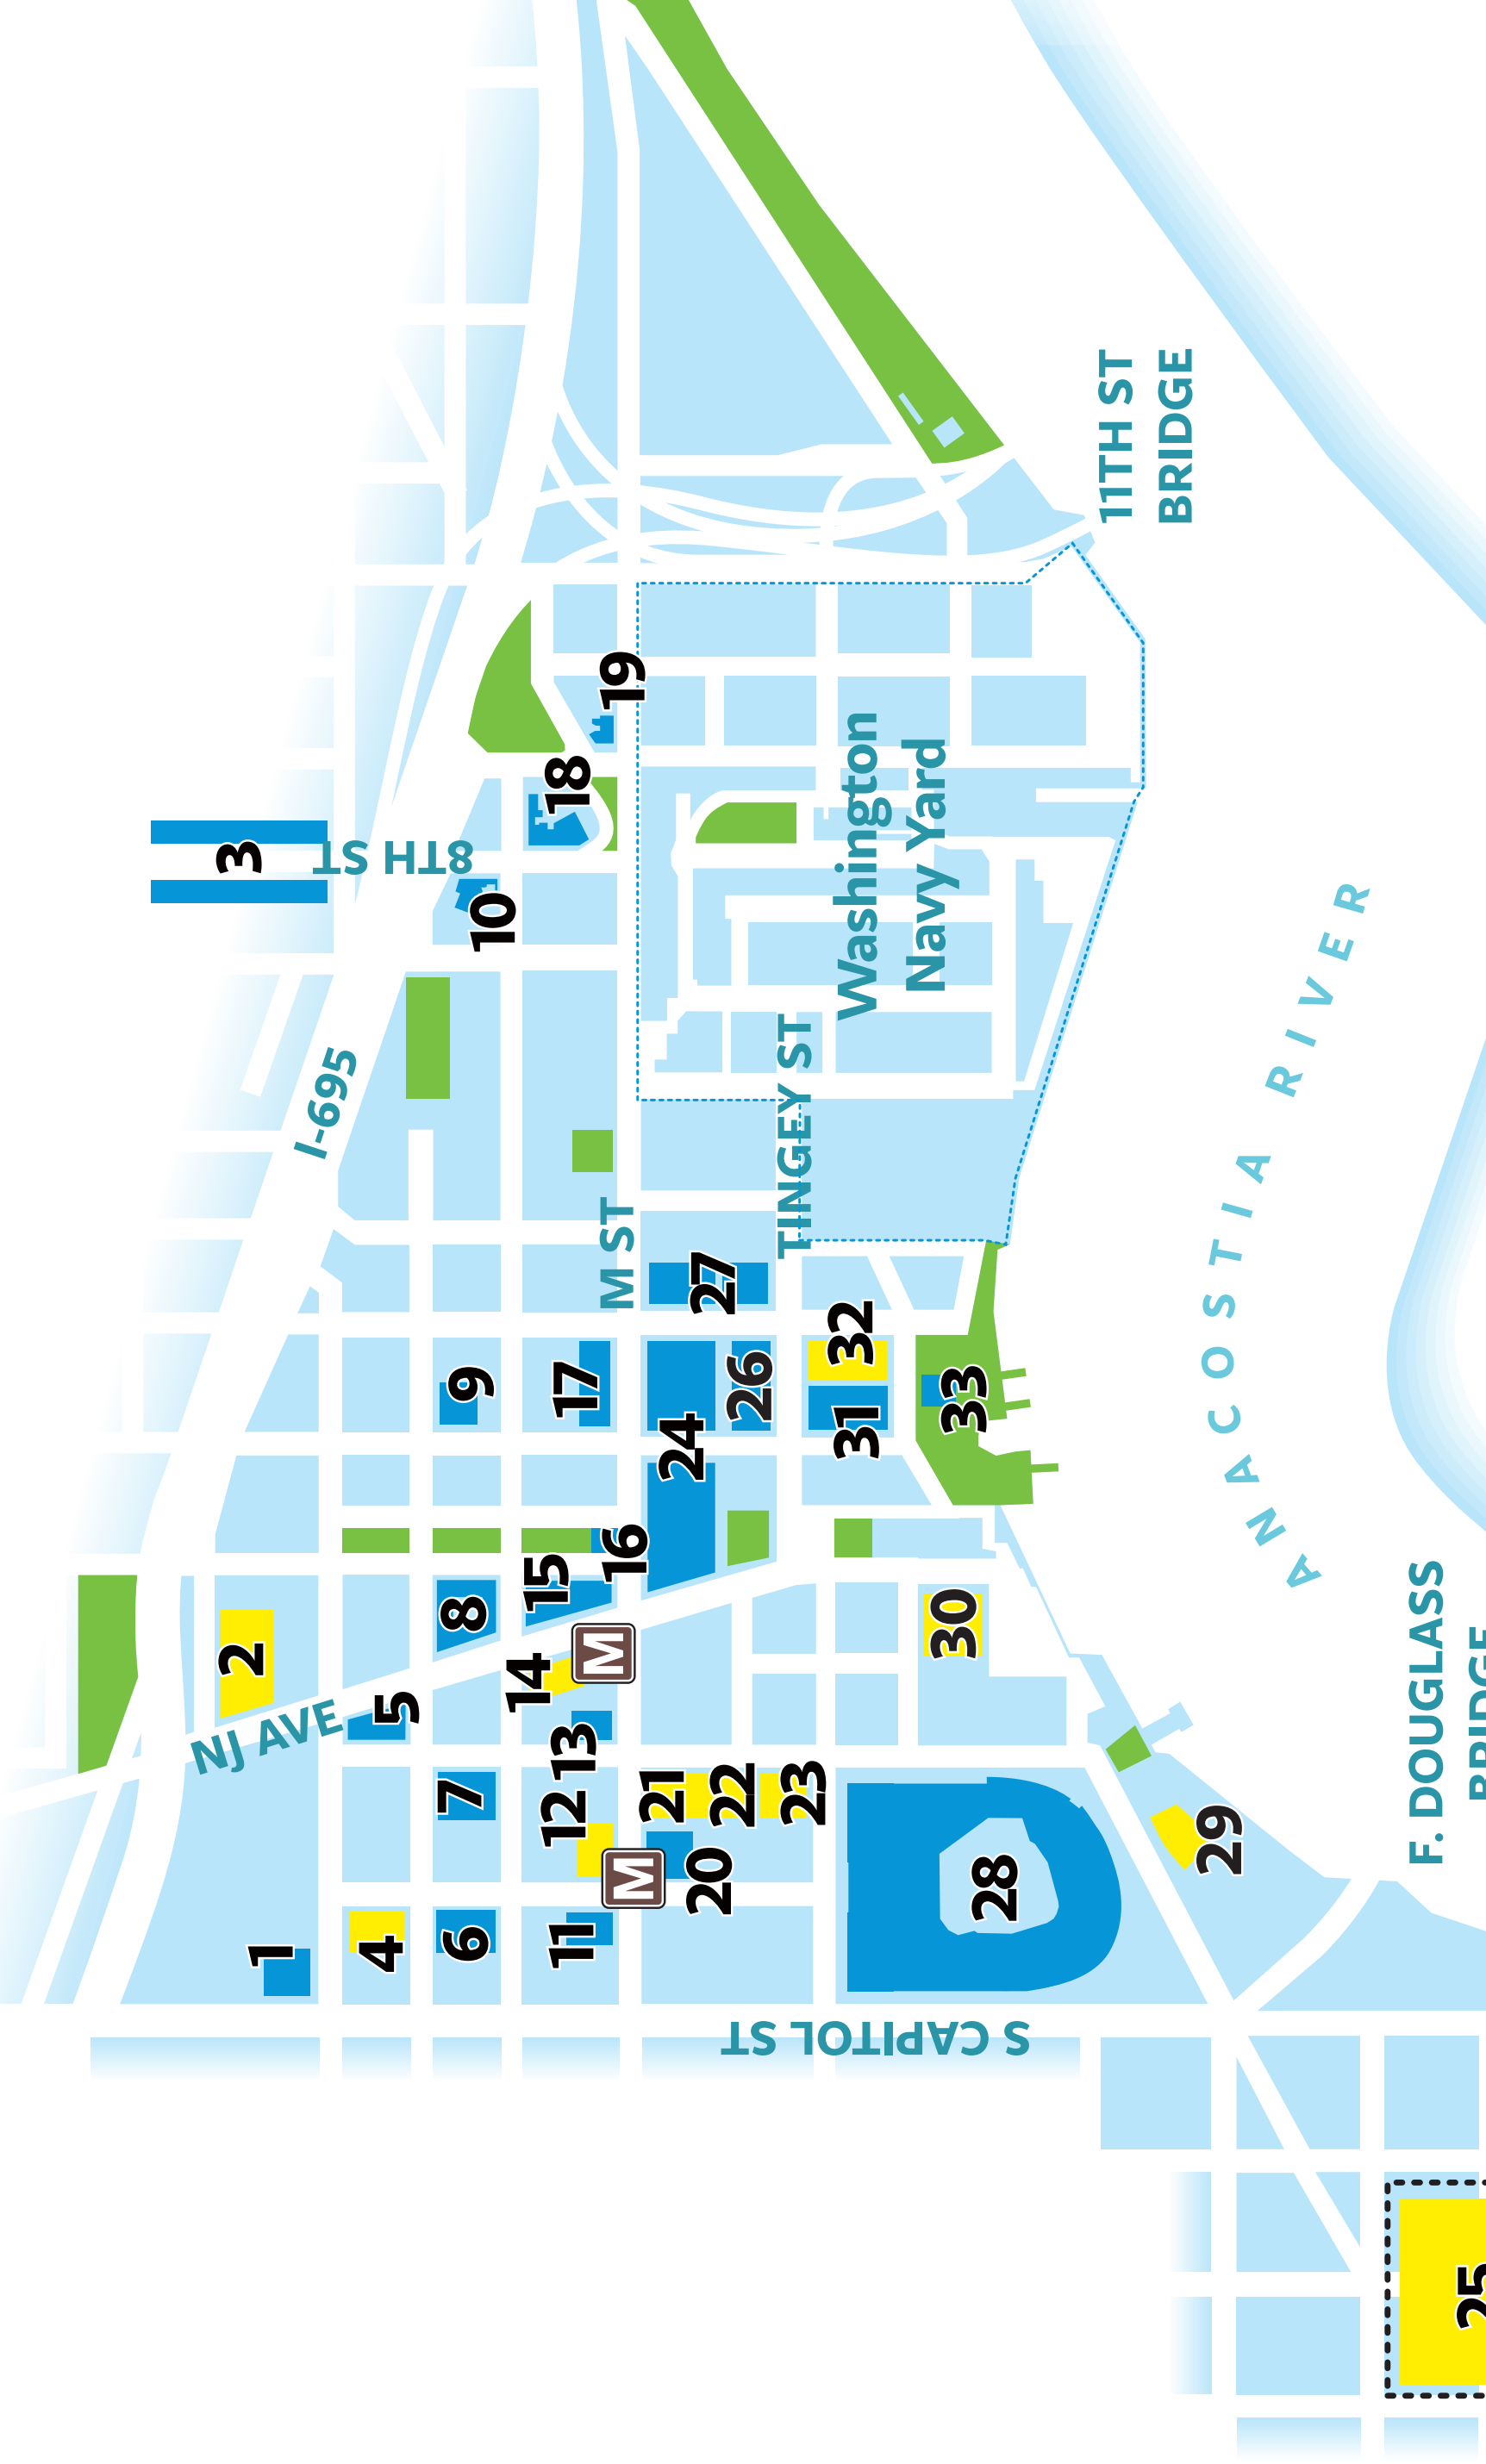 11TH ST
BRIDGE
19
18
8TH ST
3
10
Washington
Navy Yard
I-695
TINGEY ST
M ST
27
ANACOSTIA RIVER
9
17
26
32
31
33
24
16
15
8
2
14
M
30
5
NJ AVE
13
7
12
21
22
23
F. DOUGLASS
BRIDGE
29
M
20
28
1
4
6
11
S CAPITOL ST
25